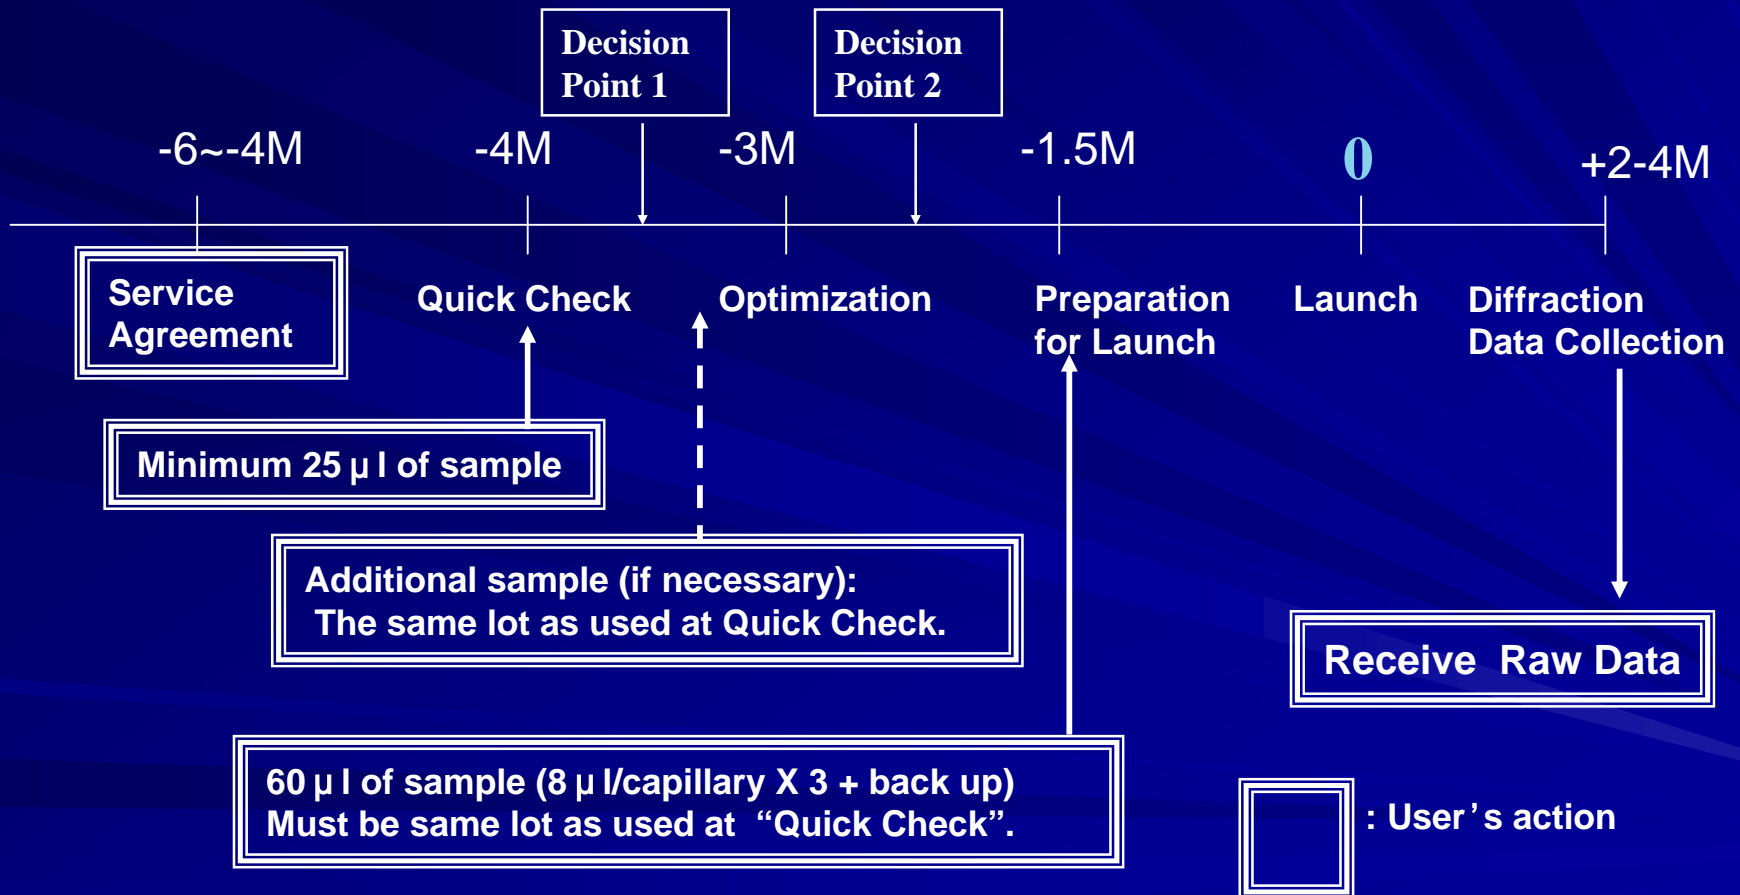 Decision
Point 1
Decision
Point 2
-6~-4M
-4M
-3M
-1.5M
0
+2-4M
Service
Agreement
Quick Check
Optimization
Preparation
for Launch
Launch
Diffraction
Data Collection
Minimum 25 μl of sample
Additional sample (if necessary):
The same lot as used at Quick Check.
Receive Raw Data
60 μl of sample (8 μl/capillary X 3 + back up)
Must be same lot as used at “Quick Check”.
: User’s action